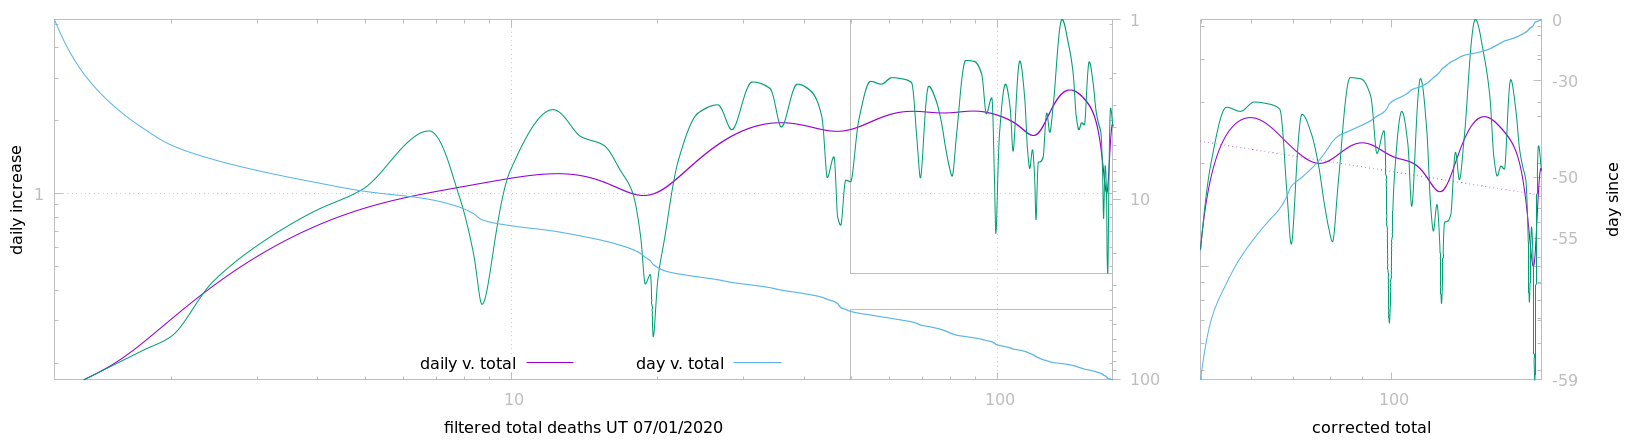 daily increase
1
daily v. total
day v. total
10
100
filtered total deaths UT 07/01/2020
1
10
100
100
corrected total
0
-30
-50
-55
-59
day since